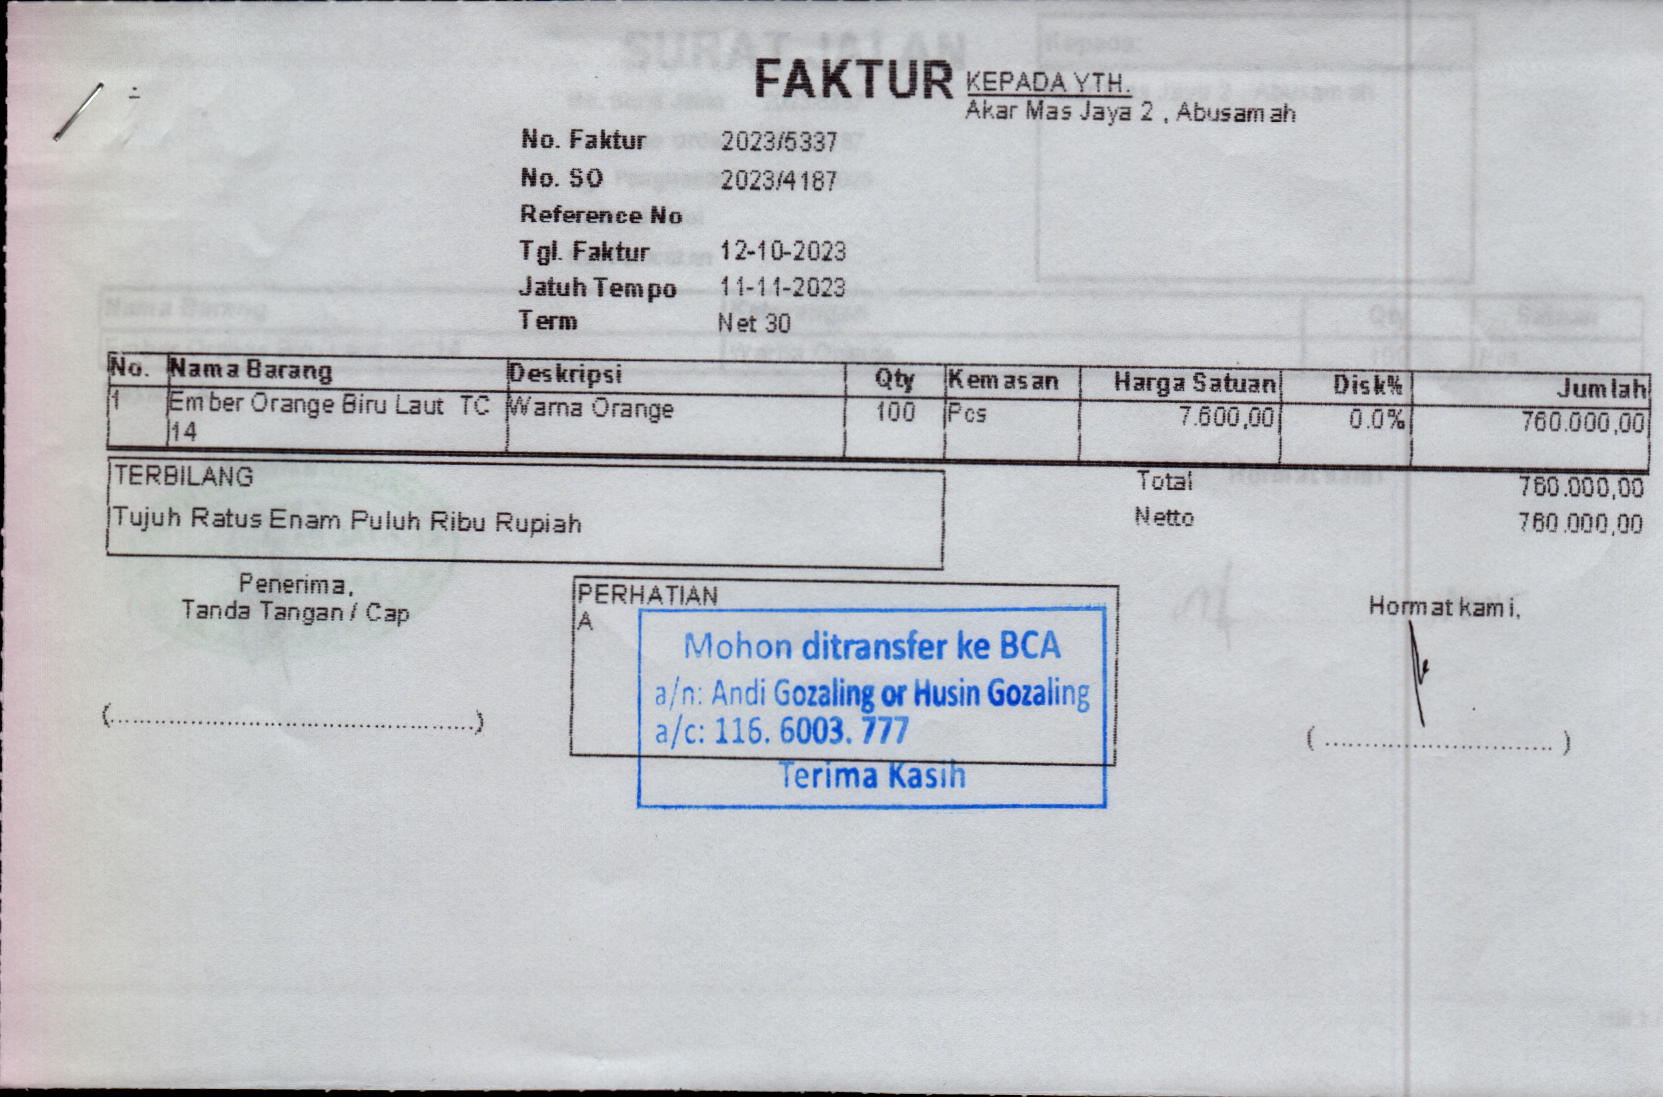 FAKTUR
KEPADA YTH.
Akar Mas Jaya 2 , Abusamah
No. Faktur 2023/5337
No. SO 2023/4187
Reference No
Tgl. Faktur 12-10-2023
Jatuh Tempo 11-11-2023
Term Net 30
No. Nama Barang Deskripsi Qty Kemasan Harga Satuan Disk% Jumlah
1 Ember Orange Biru Laut TC Warna Orange 100 Pcs 7.600,00 0.0% 760.000,00
14
TERBILANG
Tujuh Ratus Enam Puluh Ribu Rupiah
Total 760.000,00
Netto 760.000,00
Penerima,
Tanda Tangan / Cap
(..................................................)
PERHATIAN
A
Mohon ditransfer ke BCA
a/n: Andi Gozaling or Husin Gozaling
a/c: 116. 6003. 777
Terima Kasih
Hormat kami,
( ............................... )